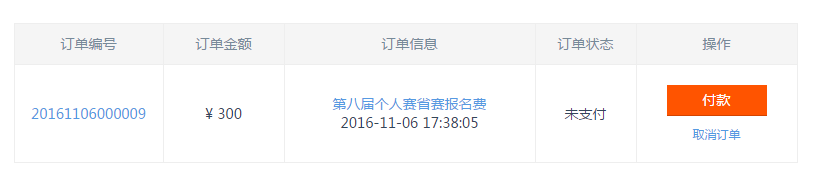 订单编号 订单金额 订单信息 订单状态 操作
20161106000009 ¥ 300 第八届个人赛省赛报名费 未支付 付款
2016-11-06 17:38:05 取消订单